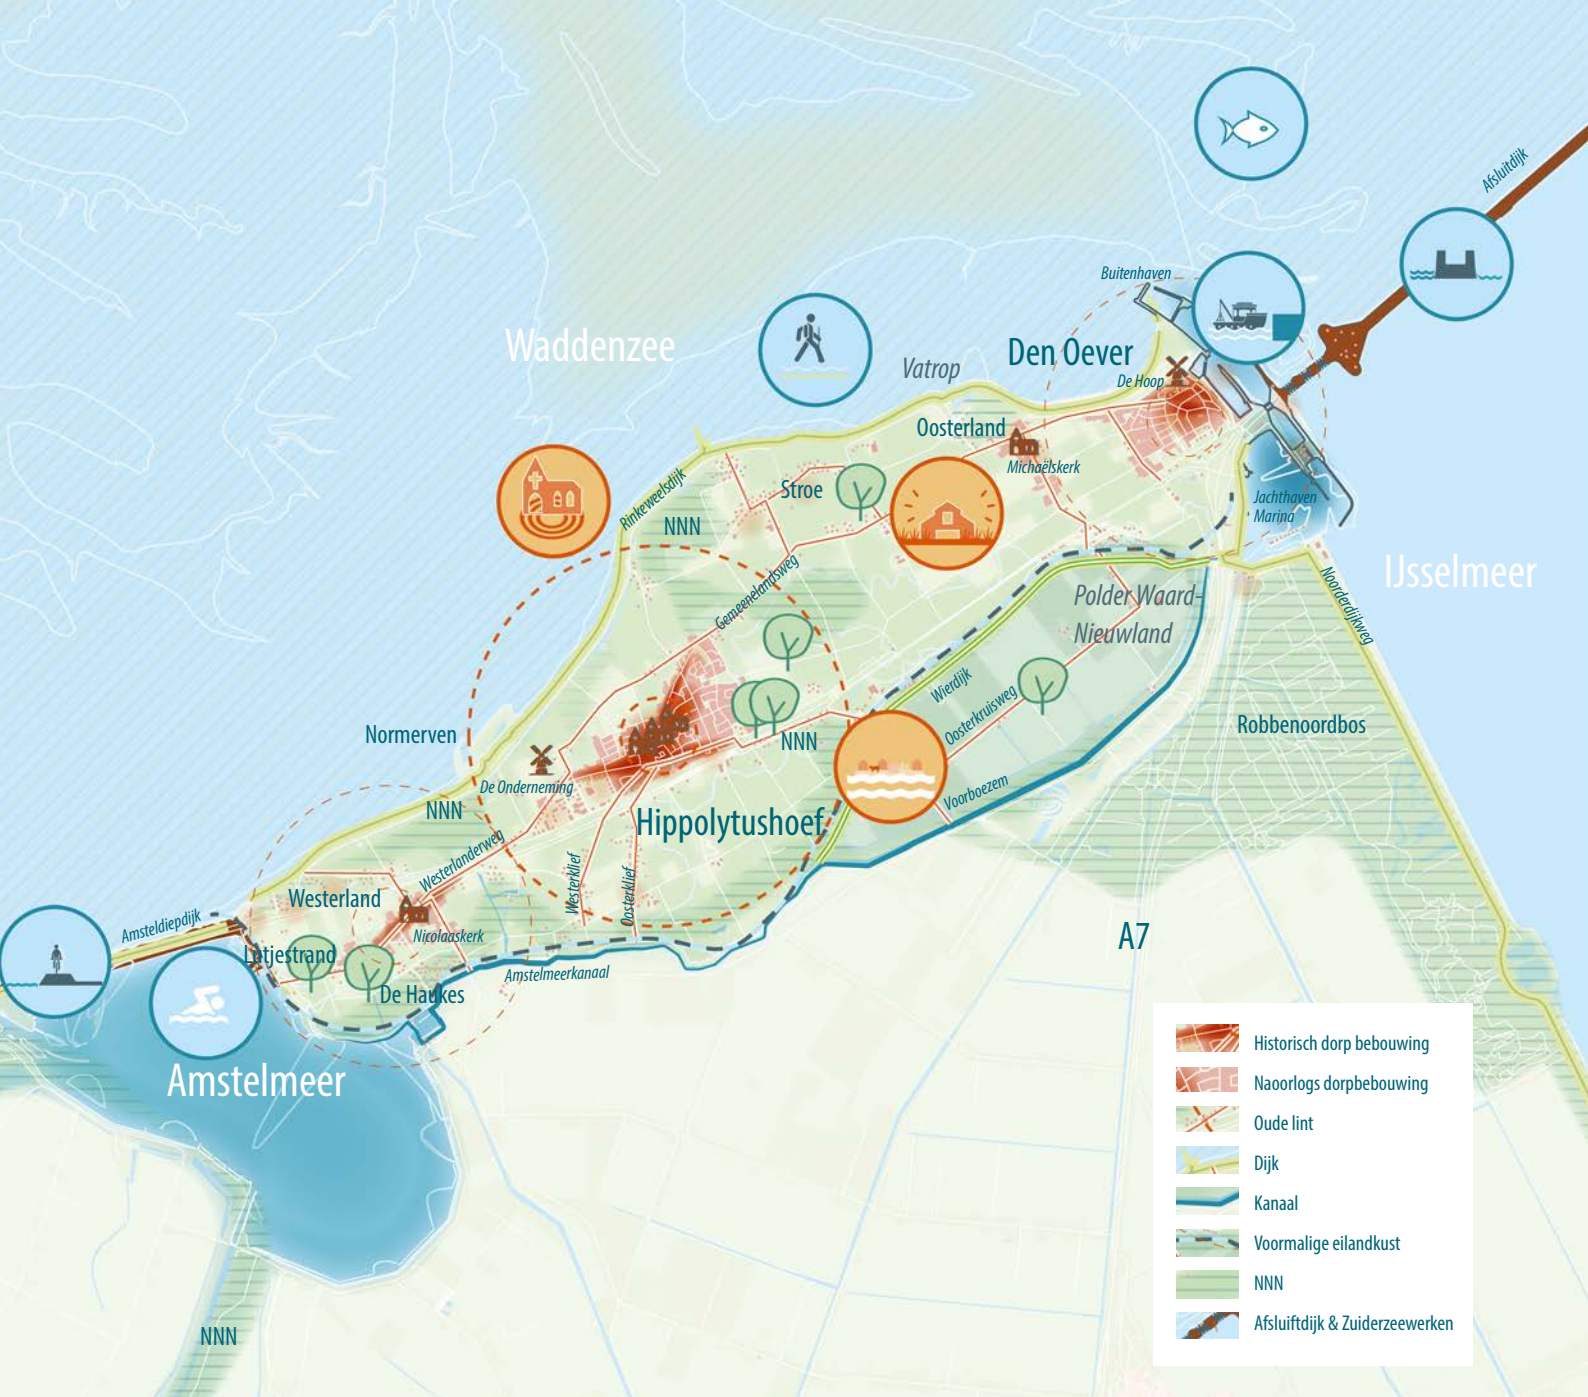 Afsluitdijk
Buitenhaven
Waddenzee
Den Oever
Vatrop
De Hoop
Oosterland
Michaëlskerk
Rinkeweelsdijk
Stroe
NNN
Jachthaven
Marina
IJsselmeer
Gemeenelandsweg
Polder Waard-
Nieuwland
Noorderdijkweg
Wierdijk
Oosterkruisweg
Normerven
NNN
Robbenoordbos
De Onderneming
NNN
Voorboezem
Hippolytushoef
Westerlanderweg
Westerklief
Oosterklief
Westerland
Amsteldiepdijk
Nicolaaskerk
A7
Lutjestrand
Amstelmeerkanaal
De Haukes
Amstelmeer
NNN
Historisch dorp bebouwing
Naoorlogs dorpbebouwing
Oude lint
Dijk
Kanaal
Voormalige eilandkust
NNN
Afsluiftdijk & Zuiderzeewerken